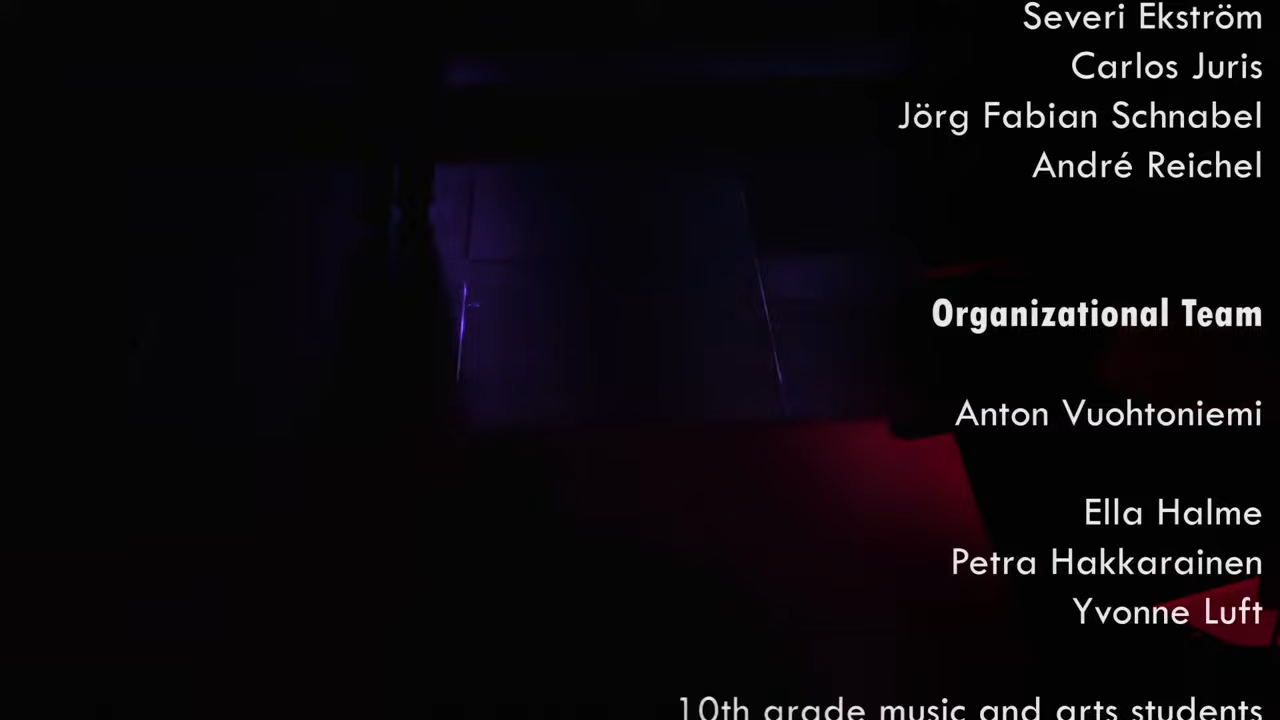 Severi Ekström
Carlos Juris
Jörg Fabian Schnabel
André Reichel
Organizational Team
Anton Vuohtoniemi
Ella Halme
Petra Hakkarainen
Yvonne Luft
10th grade music and arts students